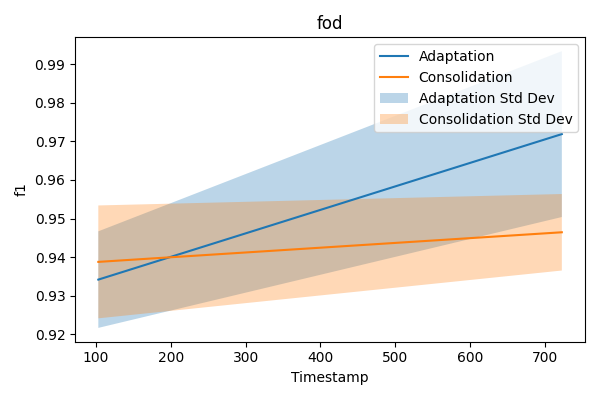 fod
f1
0.99
0.98
0.97
0.96
0.95
0.94
0.93
0.92
Adaptation
Consolidation
Adaptation Std Dev
Consolidation Std Dev
100 200 300 400 500 600 700
Timestamp